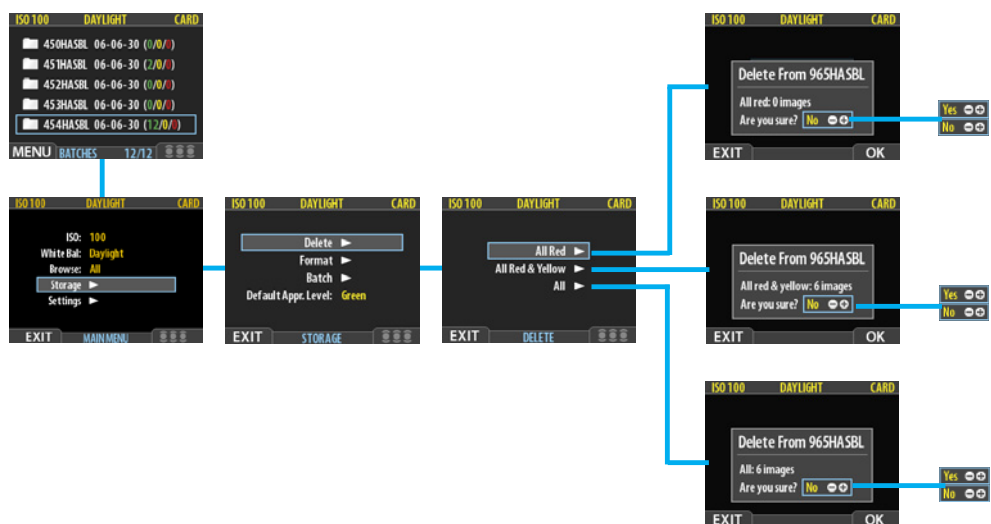 ISO 100 DAYLIGHT CARD
450HASBL 06-06-30 (0/0/0)
451HASBL 06-06-30 (2/0/0)
452HASBL 06-06-30 (0/0/0)
453HASBL 06-06-30 (0/0/0)
454HASBL 06-06-30 (12/0/0)
MENU BATCHES 12/12
ISO 100 DAYLIGHT CARD
ISO: 100
White Bal: Daylight
Browse: All
Storage
Settings
EXIT MAIN MENU
ISO 100 DAYLIGHT CARD
Delete
Format
Batch
Default Appr. Level: Green
EXIT STORAGE
ISO 100 DAYLIGHT CARD
All Red
All Red & Yellow
All
EXIT DELETE
ISO 100 DAYLIGHT CARD
Delete From 965HASBL
All red: 0 images
Are you sure? No
EXIT OK
Yes
No
ISO 100 DAYLIGHT CARD
Delete From 965HASBL
All red & yellow: 6 images
Are you sure? No
EXIT OK
Yes
No
ISO 100 DAYLIGHT CARD
Delete From 965HASBL
All: 6 images
Are you sure? No
EXIT OK
Yes
No